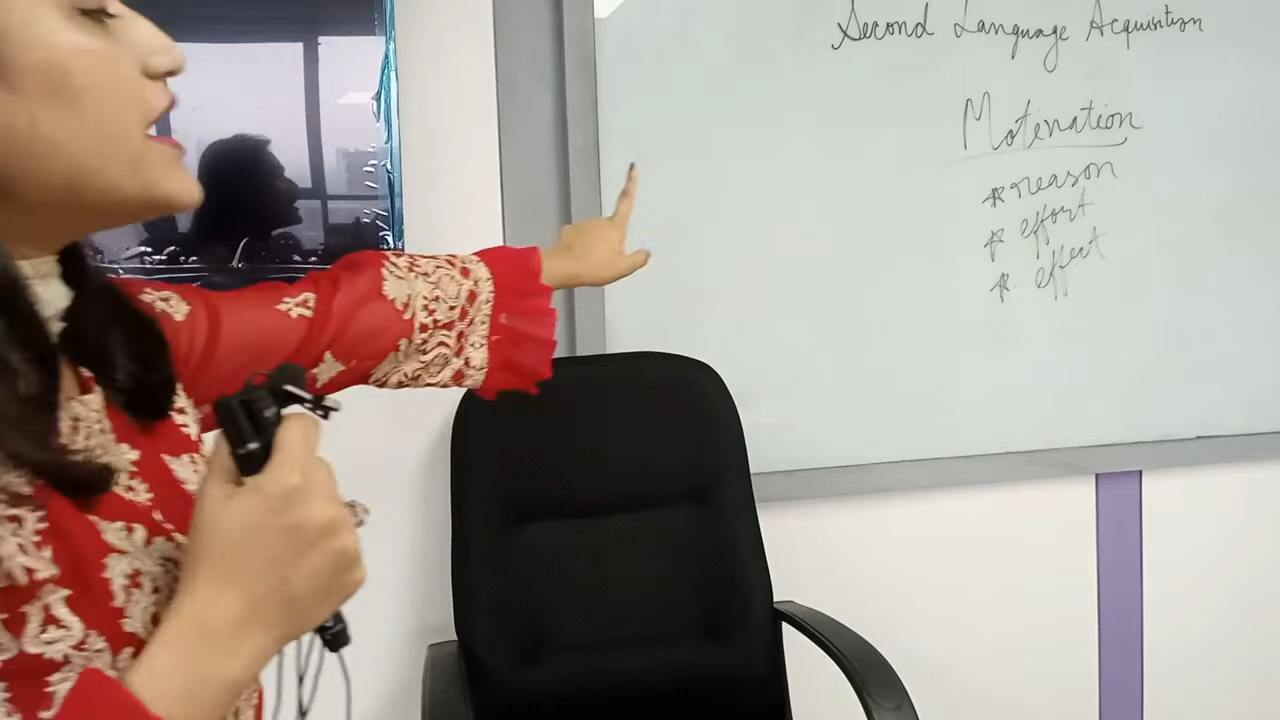 Second Language Acquisition
Motivation
* reason
* effort
* effect